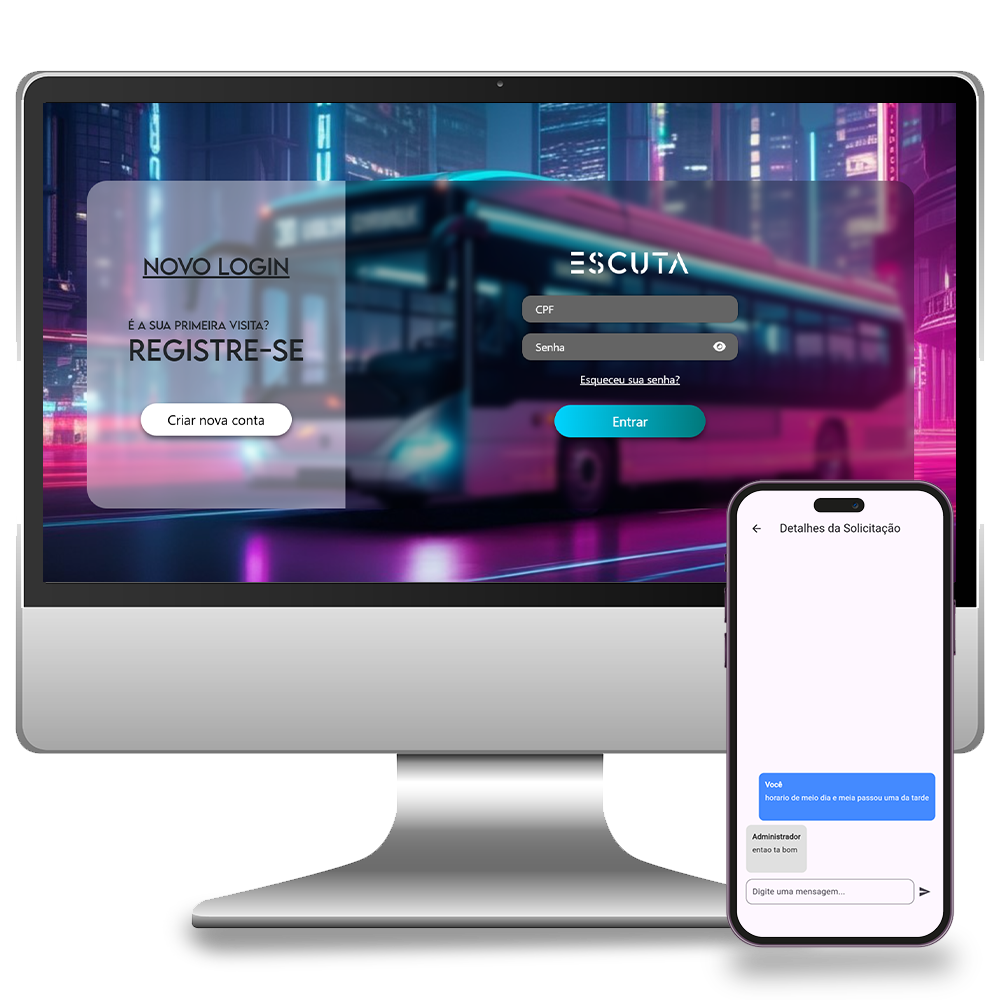 NOVO LOGIN
É A SUA PRIMEIRA VISITA?
REGISTRE-SE
Criar nova conta
ESCUTA
CPF
Senha
Esqueceu sua senha?
Entrar
Detalhes da Solicitação
Você
horario de meio dia e meia passou uma da tarde
Administrador
entao ta bom
Digite uma mensagem...